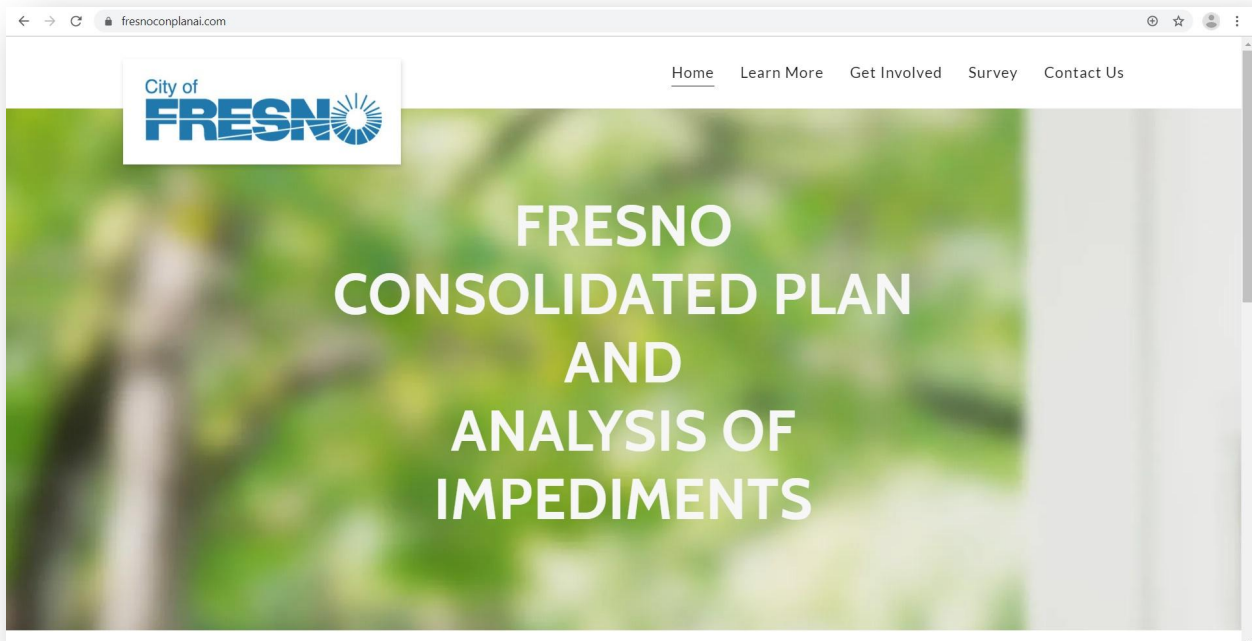 fresnoconplanai.com
City of
FRESNO
Home Learn More Get Involved Survey Contact Us
FRESNO
CONSOLIDATED PLAN
AND
ANALYSIS OF
IMPEDIMENTS